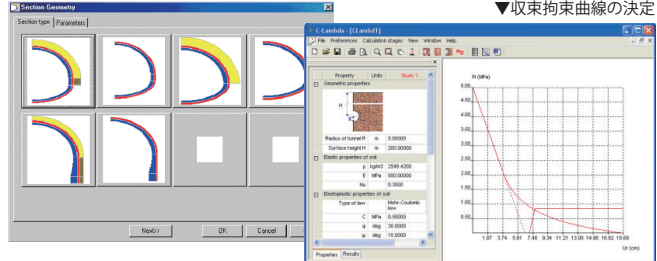 ▼収束拘束曲線の決定
Section Geometry
Section type
Parameters
Next>>
OK
Cancel
C-Lambda - [CLambd1]
File Preferences Calculation stages View Window Help
Property Units Study 1
Geometric properties
H
Radius of tunnel R m 5.00000
Surface height H m 200.00000
Elastic properties of soil
ρ kg/m3 2548.4200
E MPa 600.00000
Nu 0.3000
Elastoplastic properties of soil
Type of law Mohr-Coulomb law
C MPa 0.50000
φ deg 30.0000
ψ deg 10.0000
Properties Results
Pi (MPa)
5.00
4.50
4.00
3.50
3.00
2.50
2.00
1.50
1.00
0.50
1.87 3.74 5.61 7.48 9.34 11.21 13.08 14.95 16.82 18.69
Ur (cm)